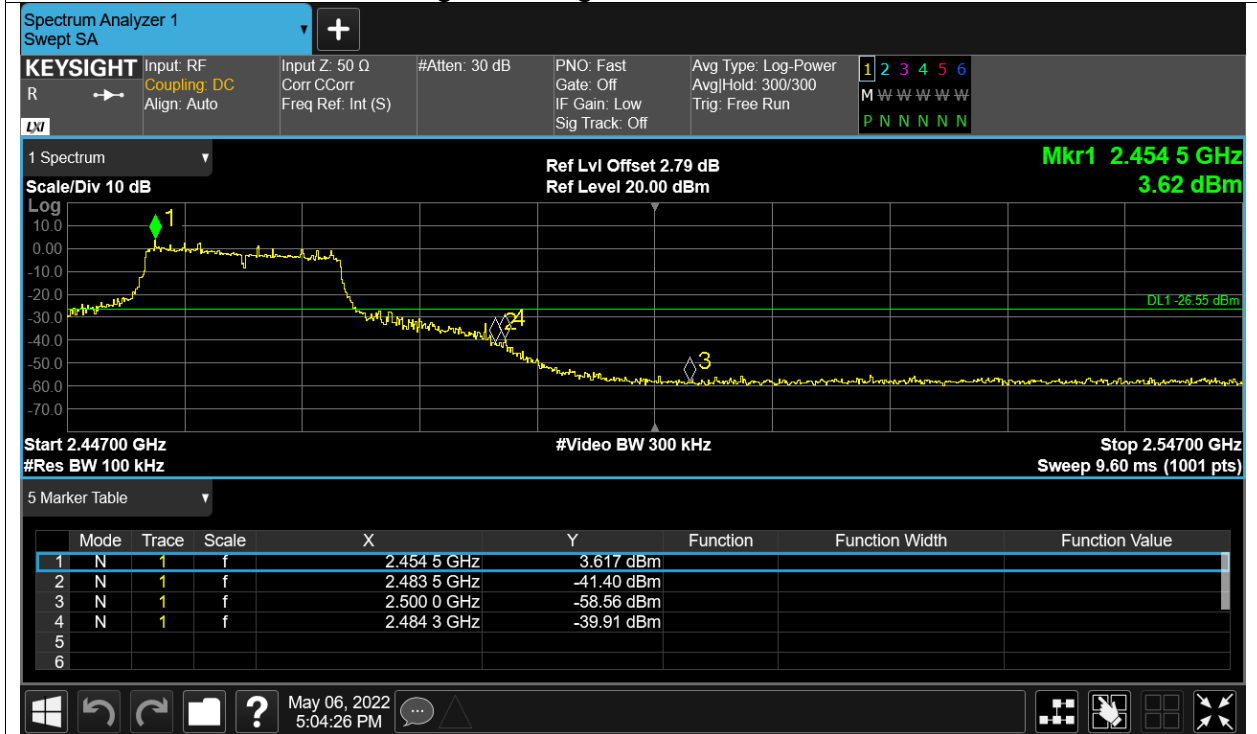 Spectrum Analyzer 1
Swept SA
KEYSIGHT
R
LXI
Input: RF
Coupling: DC
Align: Auto
Input Z: 50 Ω
Corr CCorr
Freq Ref: Int (S)
#Atten: 30 dB
PNO: Fast
Gate: Off
IF Gain: Low
Sig Track: Off
Avg Type: Log-Power
Avg|Hold: 300/300
Trig: Free Run
1 2 3 4 5 6
M W W W W W
P N N N N N
1 Spectrum
Scale/Div 10 dB
Ref Lvl Offset 2.79 dB
Ref Level 20.00 dBm
Mkr1 2.454 5 GHz
3.62 dBm
Log
10.0
0.00
-10.0
-20.0
-30.0
-40.0
-50.0
-60.0
-70.0
1
24
3
DL1 -26.55 dBm
Start 2.44700 GHz
#Res BW 100 kHz
#Video BW 300 kHz
Stop 2.54700 GHz
Sweep 9.60 ms (1001 pts)
5 Marker Table
Mode Trace Scale X Y Function Function Width Function Value
1 N 1 f 2.454 5 GHz 3.617 dBm
2 N 1 f 2.483 5 GHz -41.40 dBm
3 N 1 f 2.500 0 GHz -58.56 dBm
4 N 1 f 2.484 3 GHz -39.91 dBm
5
6
?
May 06, 2022
5:04:26 PM